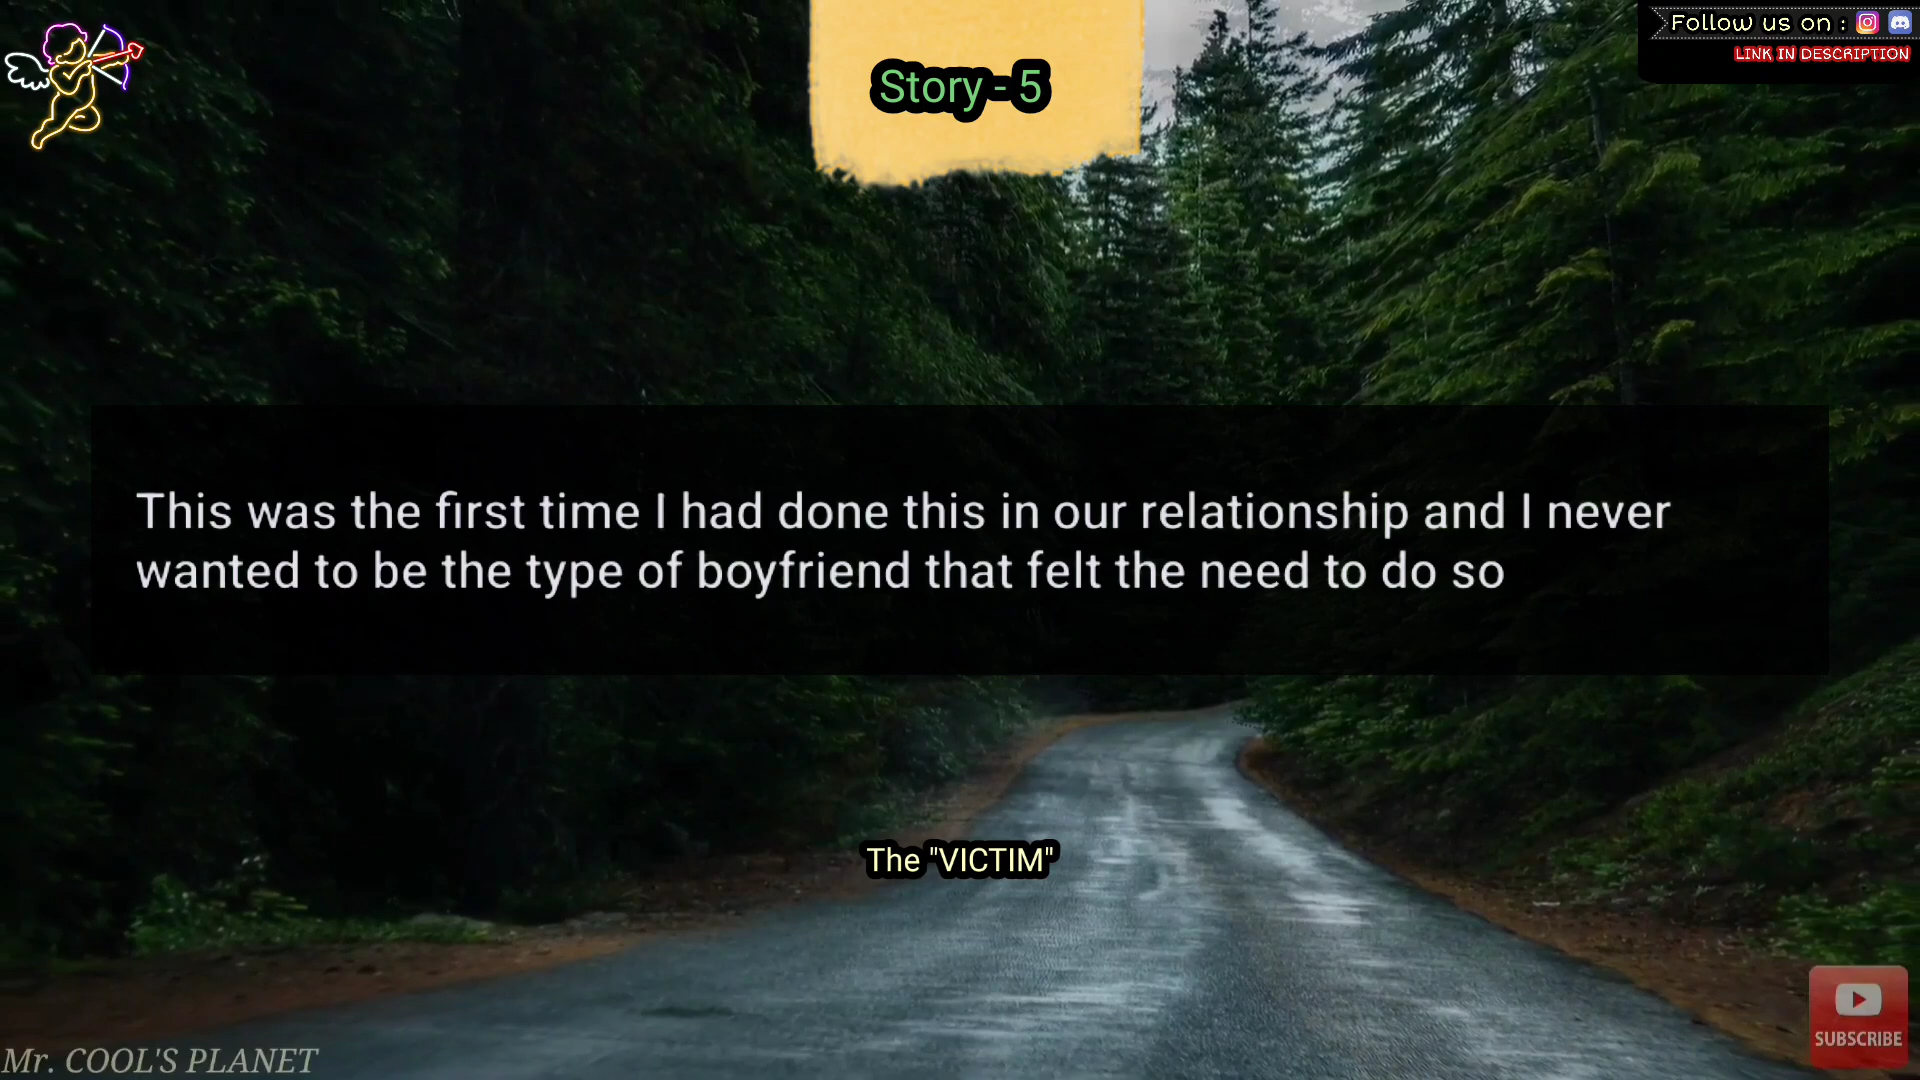 Follow us on :
LINK IN DESCRIPTION
Story - 5
This was the first time I had done this in our relationship and I never
wanted to be the type of boyfriend that felt the need to do so
The "VICTIM"
SUBSCRIBE
Mr. COOL'S PLANET